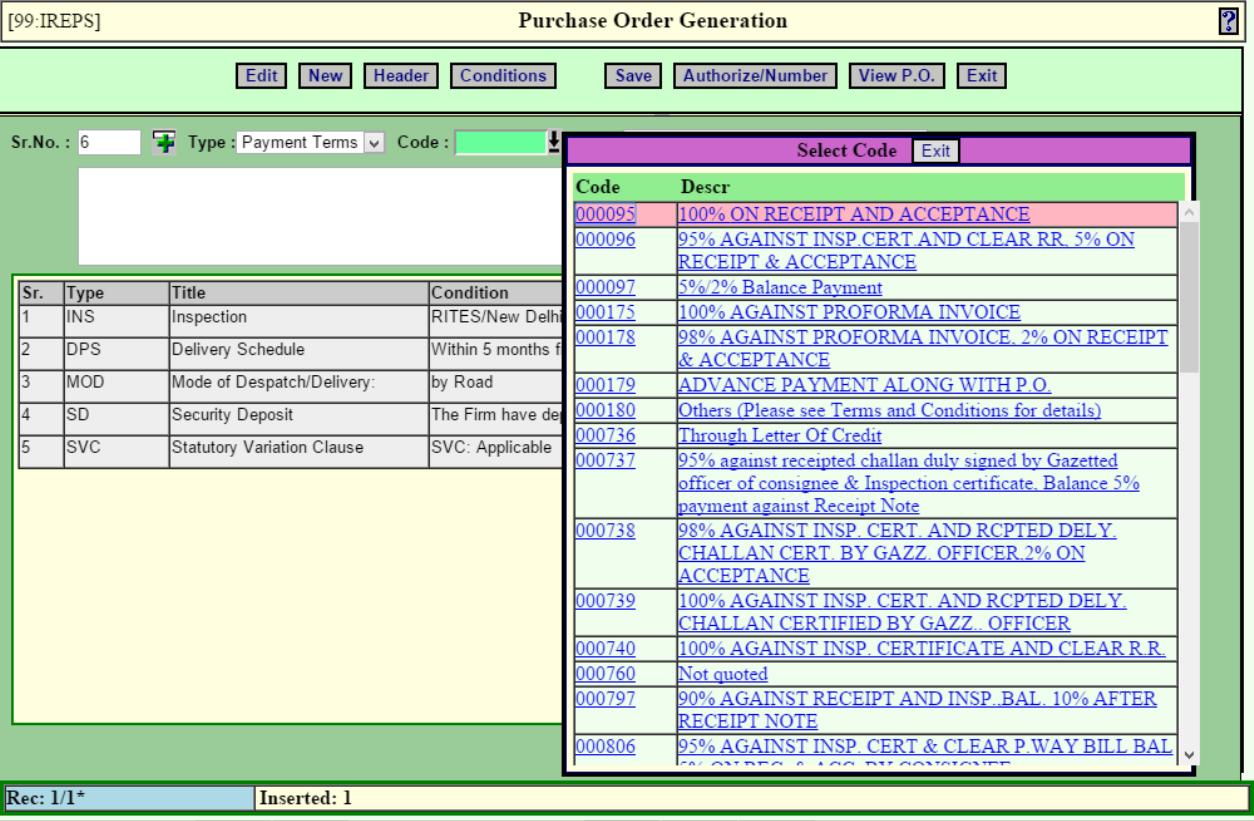 [99:IREPS] Purchase Order Generation ?
Edit New Header Conditions Save Authorize/Number View P.O. Exit
Sr.No. : 6 Type : Payment Terms Code :
Sr. Type Title Condition
1 INS Inspection RITES/New Delhi
2 DPS Delivery Schedule Within 5 months
3 MOD Mode of Despatch/Delivery: by Road
4 SD Security Deposit The Firm have
5 SVC Statutory Variation Clause SVC: Applicable
Select Code Exit
Code Descr
000095 100% ON RECEIPT AND ACCEPTANCE
000096 95% AGAINST INSP.CERT.AND CLEAR RR, 5% ON
RECEIPT & ACCEPTANCE
000097 5%/2% Balance Payment
000175 100% AGAINST PROFORMA INVOICE
000178 98% AGAINST PROFORMA INVOICE, 2% ON RECEIPT
& ACCEPTANCE
000179 ADVANCE PAYMENT ALONG WITH P.O.
000180 Others (Please see Terms and Conditions for details)
000736 Through Letter Of Credit
000737 95% against receipted challan duly signed by Gazetted
officer of consignee & Inspection certificate, Balance 5%
payment against Receipt Note
000738 98% AGAINST INSP. CERT. AND RCPTED DELY.
CHALLAN CERT. BY GAZZ. OFFICER,2% ON
ACCEPTANCE
000739 100% AGAINST INSP. CERT. AND RCPTED DELY.
CHALLAN CERTIFIED BY GAZZ.. OFFICER
000740 100% AGAINST INSP. CERTIFICATE AND CLEAR R.R.
000760 Not quoted
000797 90% AGAINST RECEIPT AND INSP..BAL. 10% AFTER
RECEIPT NOTE
000806 95% AGAINST INSP. CERT & CLEAR P.WAY BILL BAL
Rec: 1/1* Inserted: 1